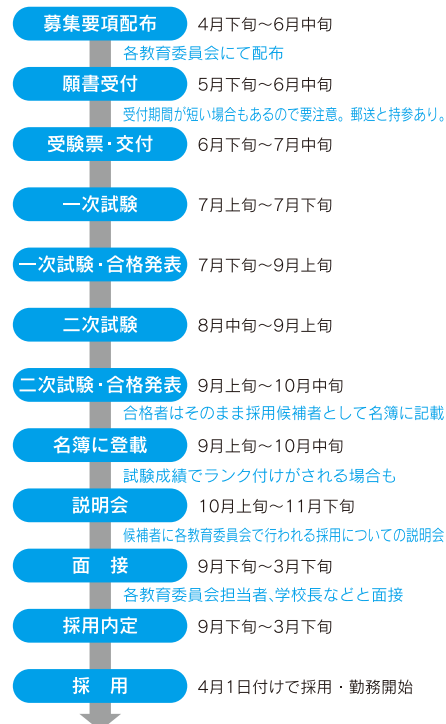 募集要項配布 4月下旬～6月中旬
各教育委員会にて配布
願書受付 5月下旬～6月中旬
受付期間が短い場合もあるので要注意。郵送と持参あり。
受験票・交付 6月下旬～7月中旬
一次試験 7月上旬～7月下旬
一次試験・合格発表 7月下旬～9月上旬
二次試験 8月中旬～9月上旬
二次試験・合格発表 9月上旬～10月中旬
合格者はそのまま採用候補者として名簿に記載
名簿に登載 9月上旬～10月中旬
試験成績でランク付けがされる場合も
説明会 10月上旬～11月下旬
候補者に各教育委員会で行われる採用についての説明会
面　接 9月下旬～3月下旬
各教育委員会担当者、学校長などと面接
採用内定 9月下旬～3月下旬
採　用 4月1日付けで採用・勤務開始